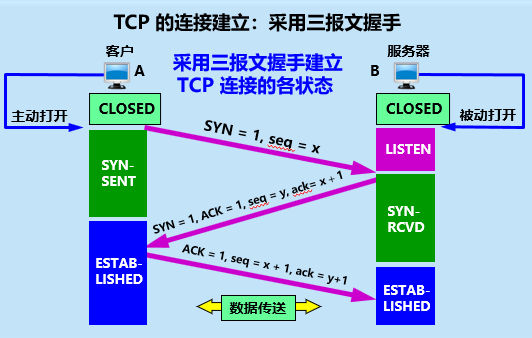 TCP 的连接建立：采用三报文握手
客户
服务器
A
采用三报文握手建立
B
TCP 连接的各状态
CLOSED
CLOSED
主动打开
被动打开
SYN = 1, seq = x
LISTEN
SYN-
SENT
SYN = 1, ACK = 1, seq = y, ack= x + 1
SYN-
RCVD
ACK = 1, seq = x + 1, ack = y+1
ESTAB-
LISHED
ESTAB-
LISHED
数据传送